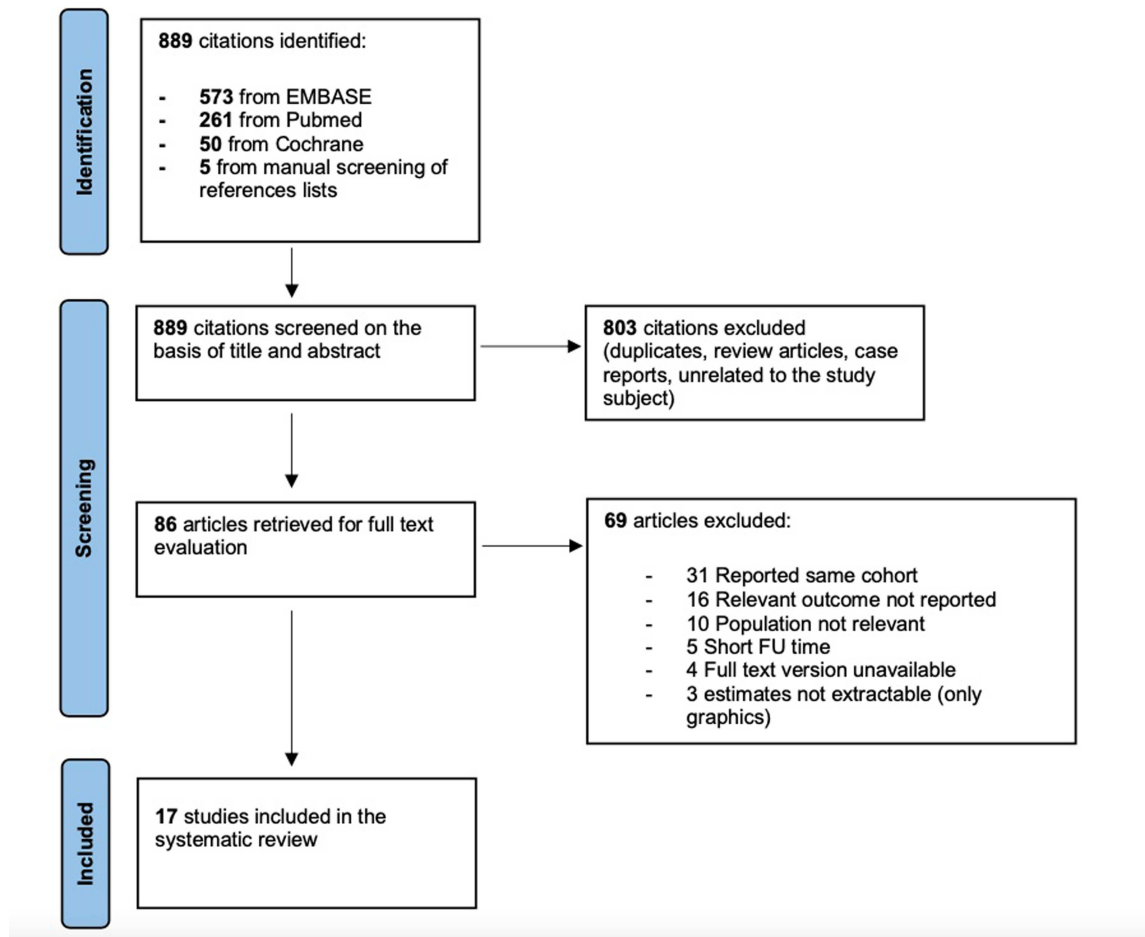 Identification
889 citations identified:
- 573 from EMBASE
- 261 from Pubmed
- 50 from Cochrane
- 5 from manual screening of
references lists
Screening
889 citations screened on the
basis of title and abstract
803 citations excluded
(duplicates, review articles, case
reports, unrelated to the study
subject)
86 articles retrieved for full text
evaluation
69 articles excluded:
- 31 Reported same cohort
- 16 Relevant outcome not reported
- 10 Population not relevant
- 5 Short FU time
- 4 Full text version unavailable
- 3 estimates not extractable (only
graphics)
Included
17 studies included in the
systematic review